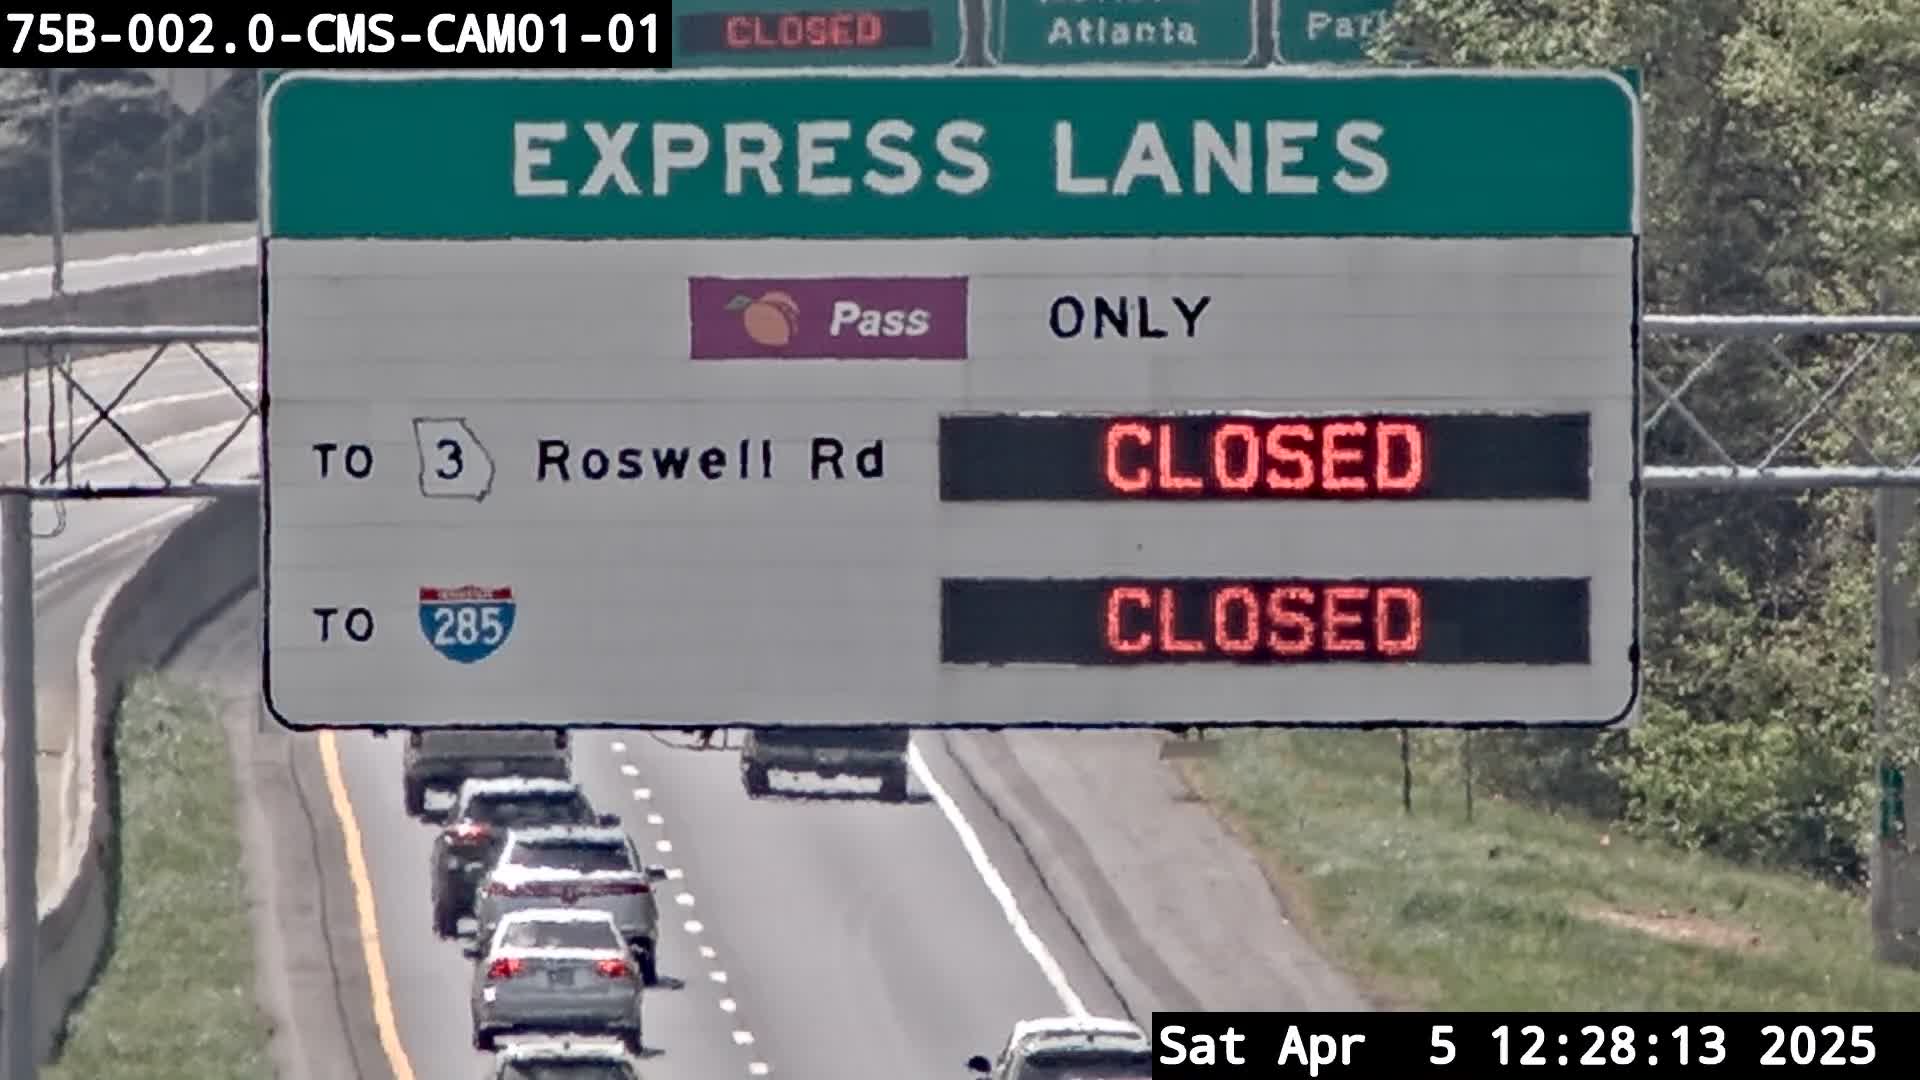 75B-002.0-CMS-CAM01-01
CLOSED
Atlanta
EXPRESS LANES
Pass ONLY
TO 3 Roswell Rd CLOSED
TO 285 CLOSED
Sat Apr 5 12:28:13 2025